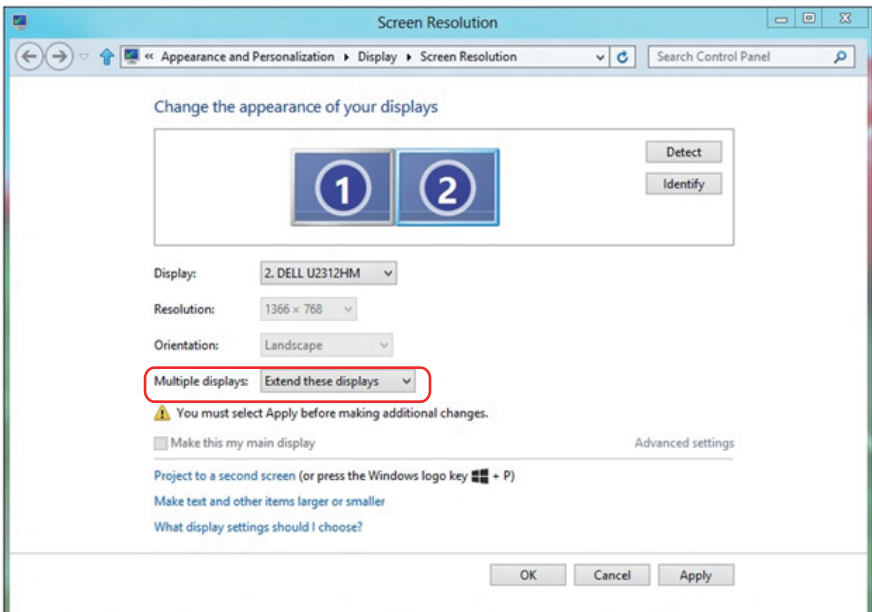 Screen Resolution
« Appearance and Personalization ▸ Display ▸ Screen Resolution
Search Control Panel
Change the appearance of your displays
1 2
Detect
Identify
Display: 2. DELL U2312HM
Resolution: 1366 × 768
Orientation: Landscape
Multiple displays: Extend these displays
You must select Apply before making additional changes.
Make this my main display Advanced settings
Project to a second screen (or press the Windows logo key + P)
Make text and other items larger or smaller
What display settings should I choose?
OK Cancel Apply